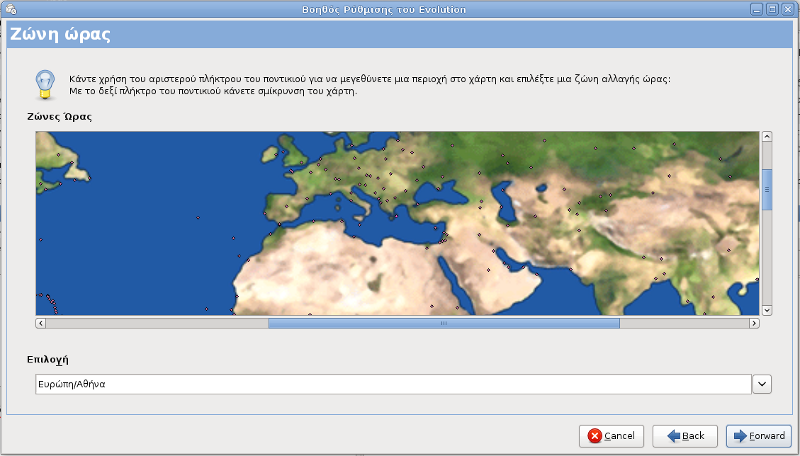 Βοηθός Ρύθμισης του Evolution
Ζώνη ώρας
Κάντε χρήση του αριστερού πλήκτρου του ποντικιού για να μεγεθύνετε μια περιοχή στο χάρτη και επιλέξτε μια ζώνη αλλαγής ώρας:
Με το δεξί πλήκτρο του ποντικιού κάνετε σμίκρυνση του χάρτη.
Ζώνες Ώρας
Επιλογή
Ευρώπη/Αθήνα
Cancel
Back
Forward